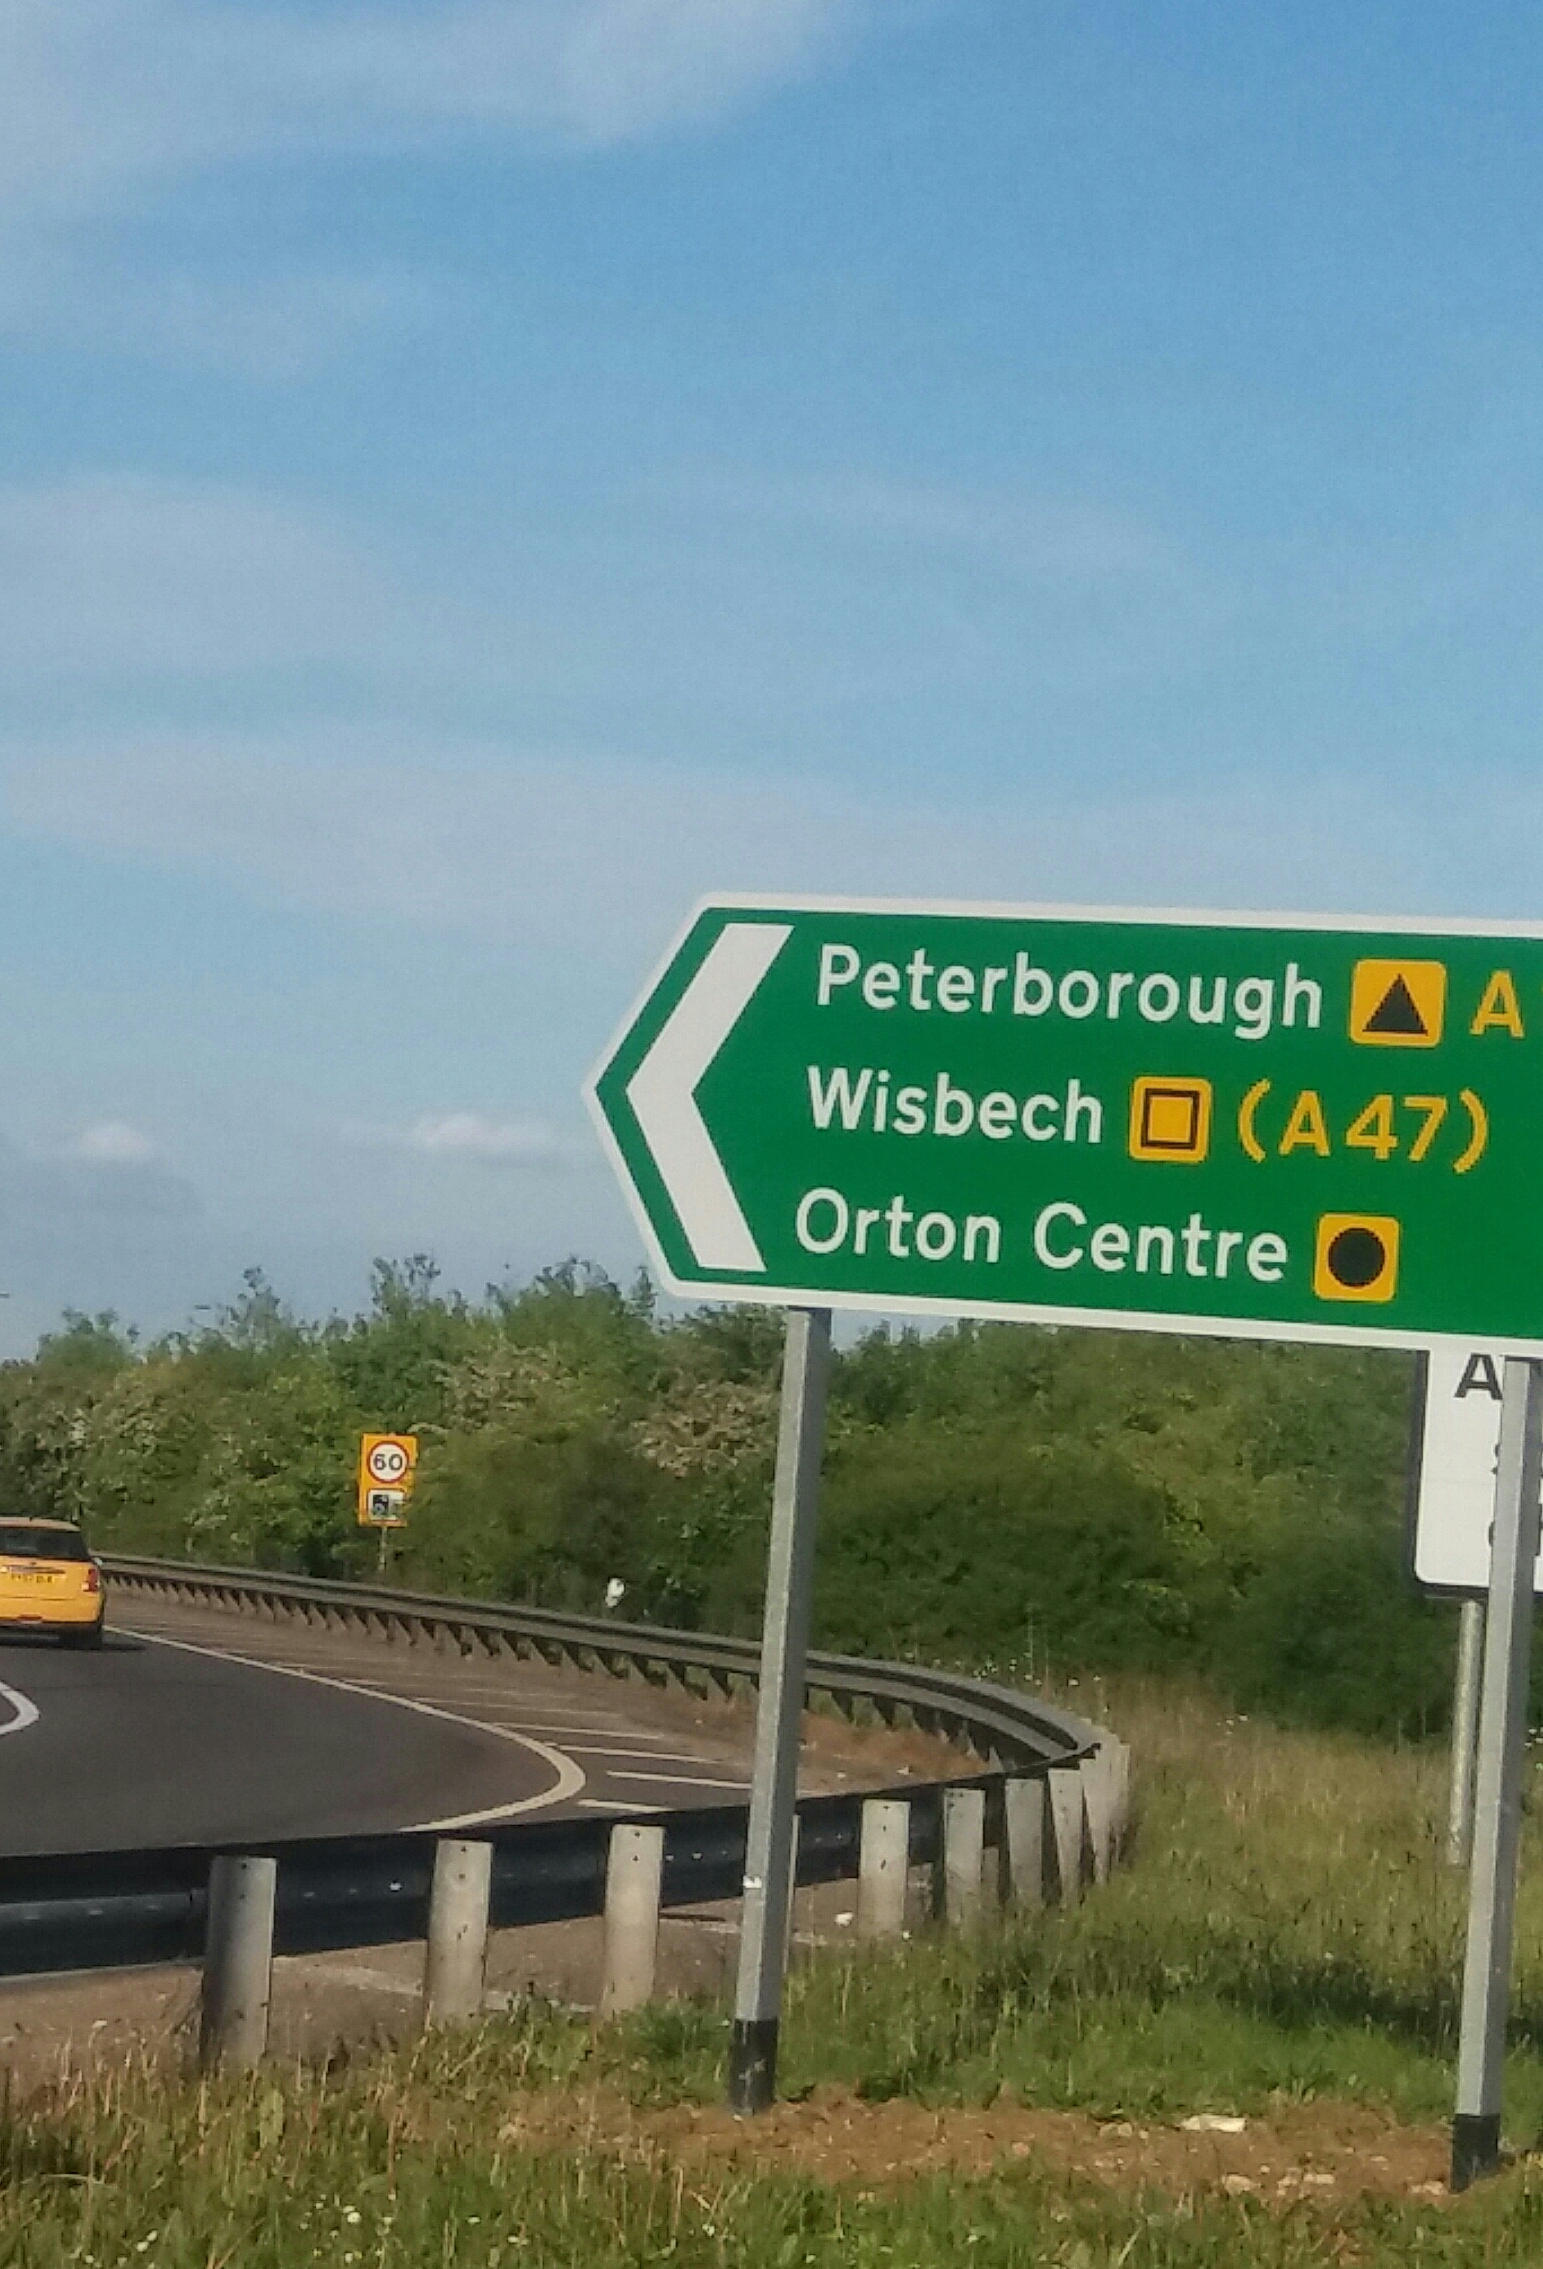 Peterborough A
Wisbech (A47)
Orton Centre
A
60